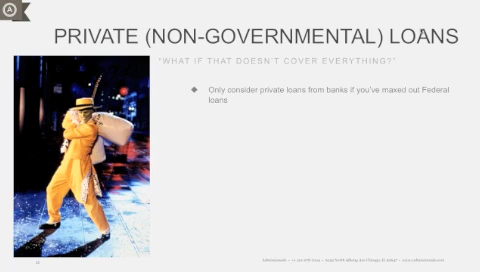 A
PRIVATE (NON-GOVERNMENTAL) LOANS
"WHAT IF THAT DOESN'T COVER EVERYTHING?"
Only consider private loans from banks if you've maxed out Federal
loans